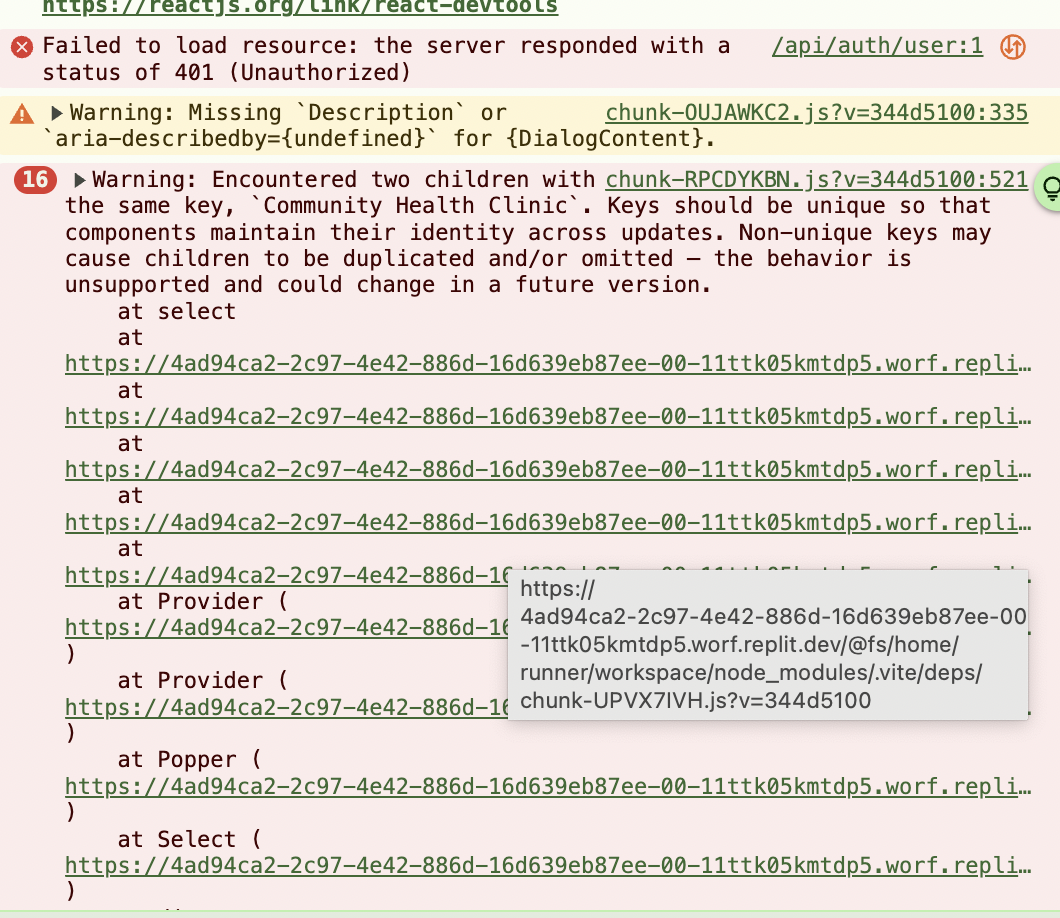 https://reactjs.org/link/react-devtools
Failed to load resource: the server responded with a /api/auth/user:1
status of 401 (Unauthorized)
▶Warning: Missing `Description` or chunk-OUJAWKC2.js?v=344d5100:335
`aria-describedby={undefined}` for {DialogContent}.
16 ▶Warning: Encountered two children with chunk-RPCDYKBN.js?v=344d5100:521
the same key, `Community Health Clinic`. Keys should be unique so that
components maintain their identity across updates. Non-unique keys may
cause children to be duplicated and/or omitted — the behavior is
unsupported and could change in a future version.
at select
at
https://4ad94ca2-2c97-4e42-886d-16d639eb87ee-00-11ttk05kmtdp5.worf.repli…
at
https://4ad94ca2-2c97-4e42-886d-16d639eb87ee-00-11ttk05kmtdp5.worf.repli…
at
https://4ad94ca2-2c97-4e42-886d-16d639eb87ee-00-11ttk05kmtdp5.worf.repli…
at
https://4ad94ca2-2c97-4e42-886d-16d639eb87ee-00-11ttk05kmtdp5.worf.repli…
at
https://4ad94ca2-2c97-4e42-886d-16
at Provider (
https://4ad94ca2-2c97-4e42-886d-16
)
at Provider (
https://4ad94ca2-2c97-4e42-886d-16
)
at Popper (
https://4ad94ca2-2c97-4e42-886d-16d639eb87ee-00-11ttk05kmtdp5.worf.repli…
)
at Select (
https://4ad94ca2-2c97-4e42-886d-16d639eb87ee-00-11ttk05kmtdp5.worf.repli…
)
https://
4ad94ca2-2c97-4e42-886d-16d639eb87ee-00
-11ttk05kmtdp5.worf.replit.dev/@fs/home/
runner/workspace/node_modules/.vite/deps/
chunk-UPVX7IVH.js?v=344d5100